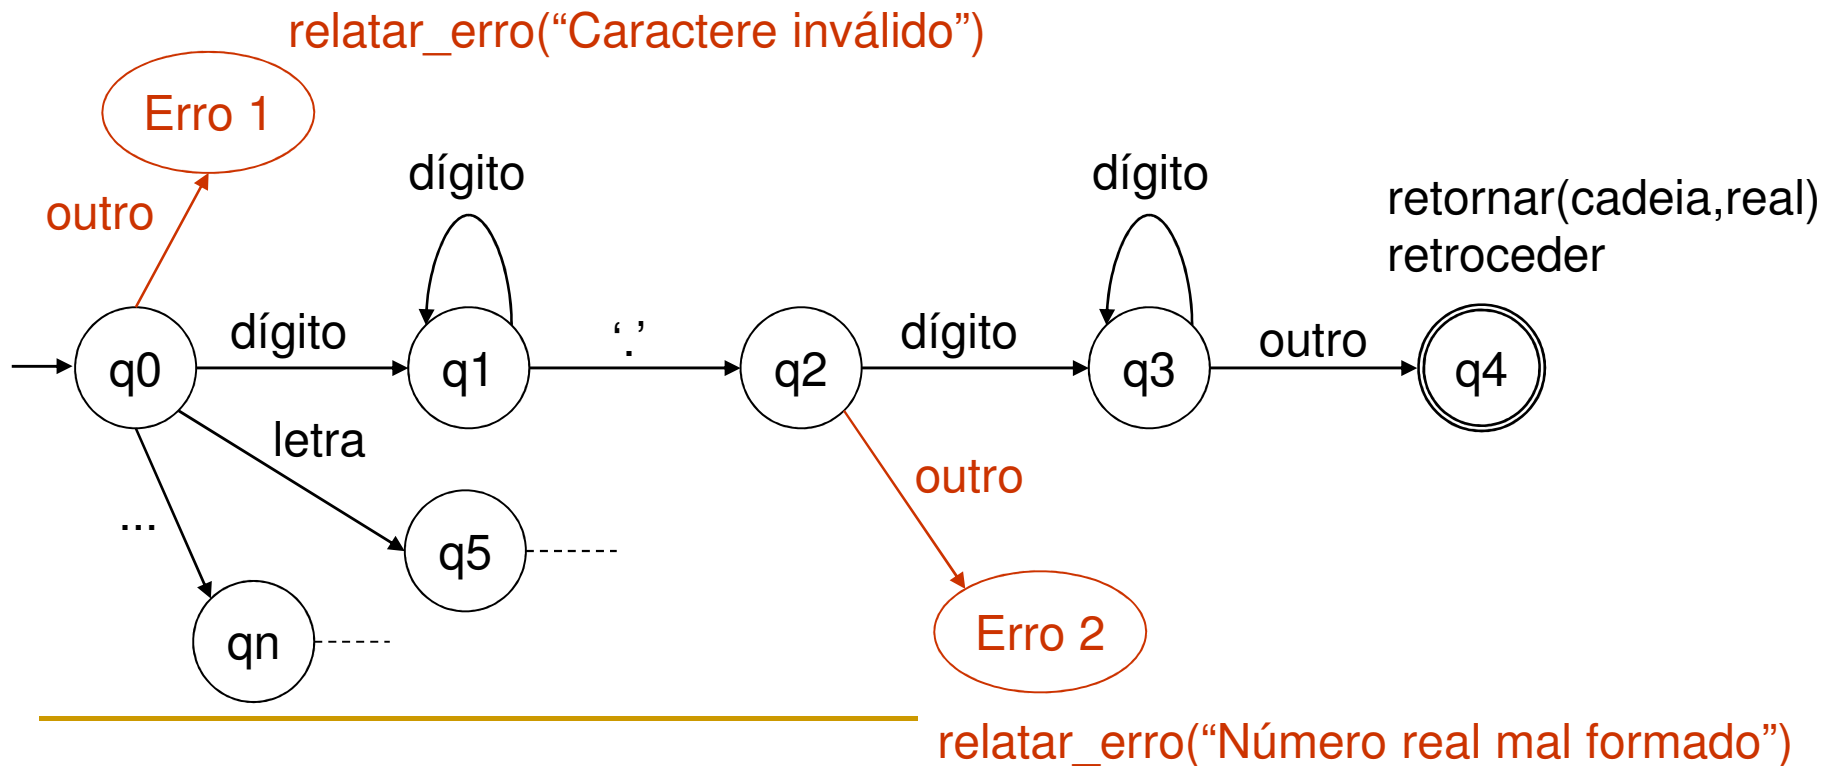 relatar_erro(“Caractere inválido”)
Erro 1
dígito
dígito
retornar(cadeia,real)
retroceder
outro
dígito
‘.’
dígito
outro
q0
q1
q2
q3
q4
letra
outro
...
q5
qn
Erro 2
relatar_erro(“Número real mal formado”)